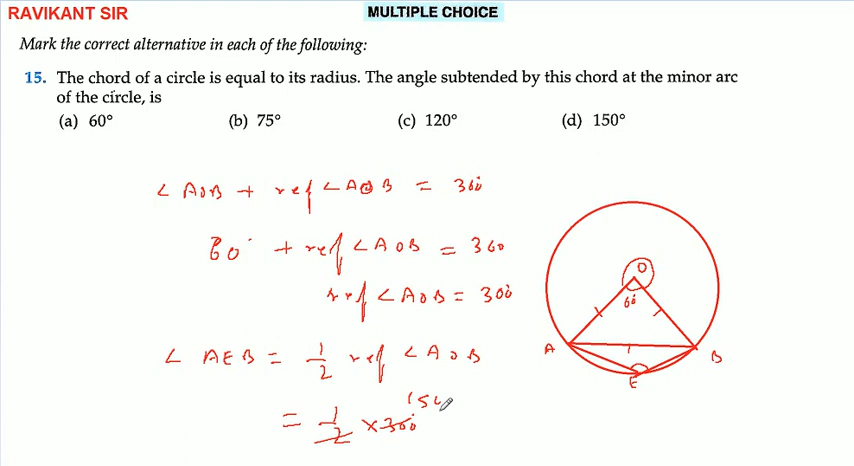 RAVIKANT SIR
MULTIPLE CHOICE
Mark the correct alternative in each of the following:
15. The chord of a circle is equal to its radius. The angle subtended by this chord at the minor arc
of the circle, is
(a) 60° (b) 75° (c) 120° (d) 150°
∠ AOB + ref ∠ AOB = 360°
60° + ref ∠ AOB = 360
ref ∠ AOB = 300°
∠ AEB = 1/2 ref ∠ AOB
= 1/2 × 300° 150
O
60°
A
B
E